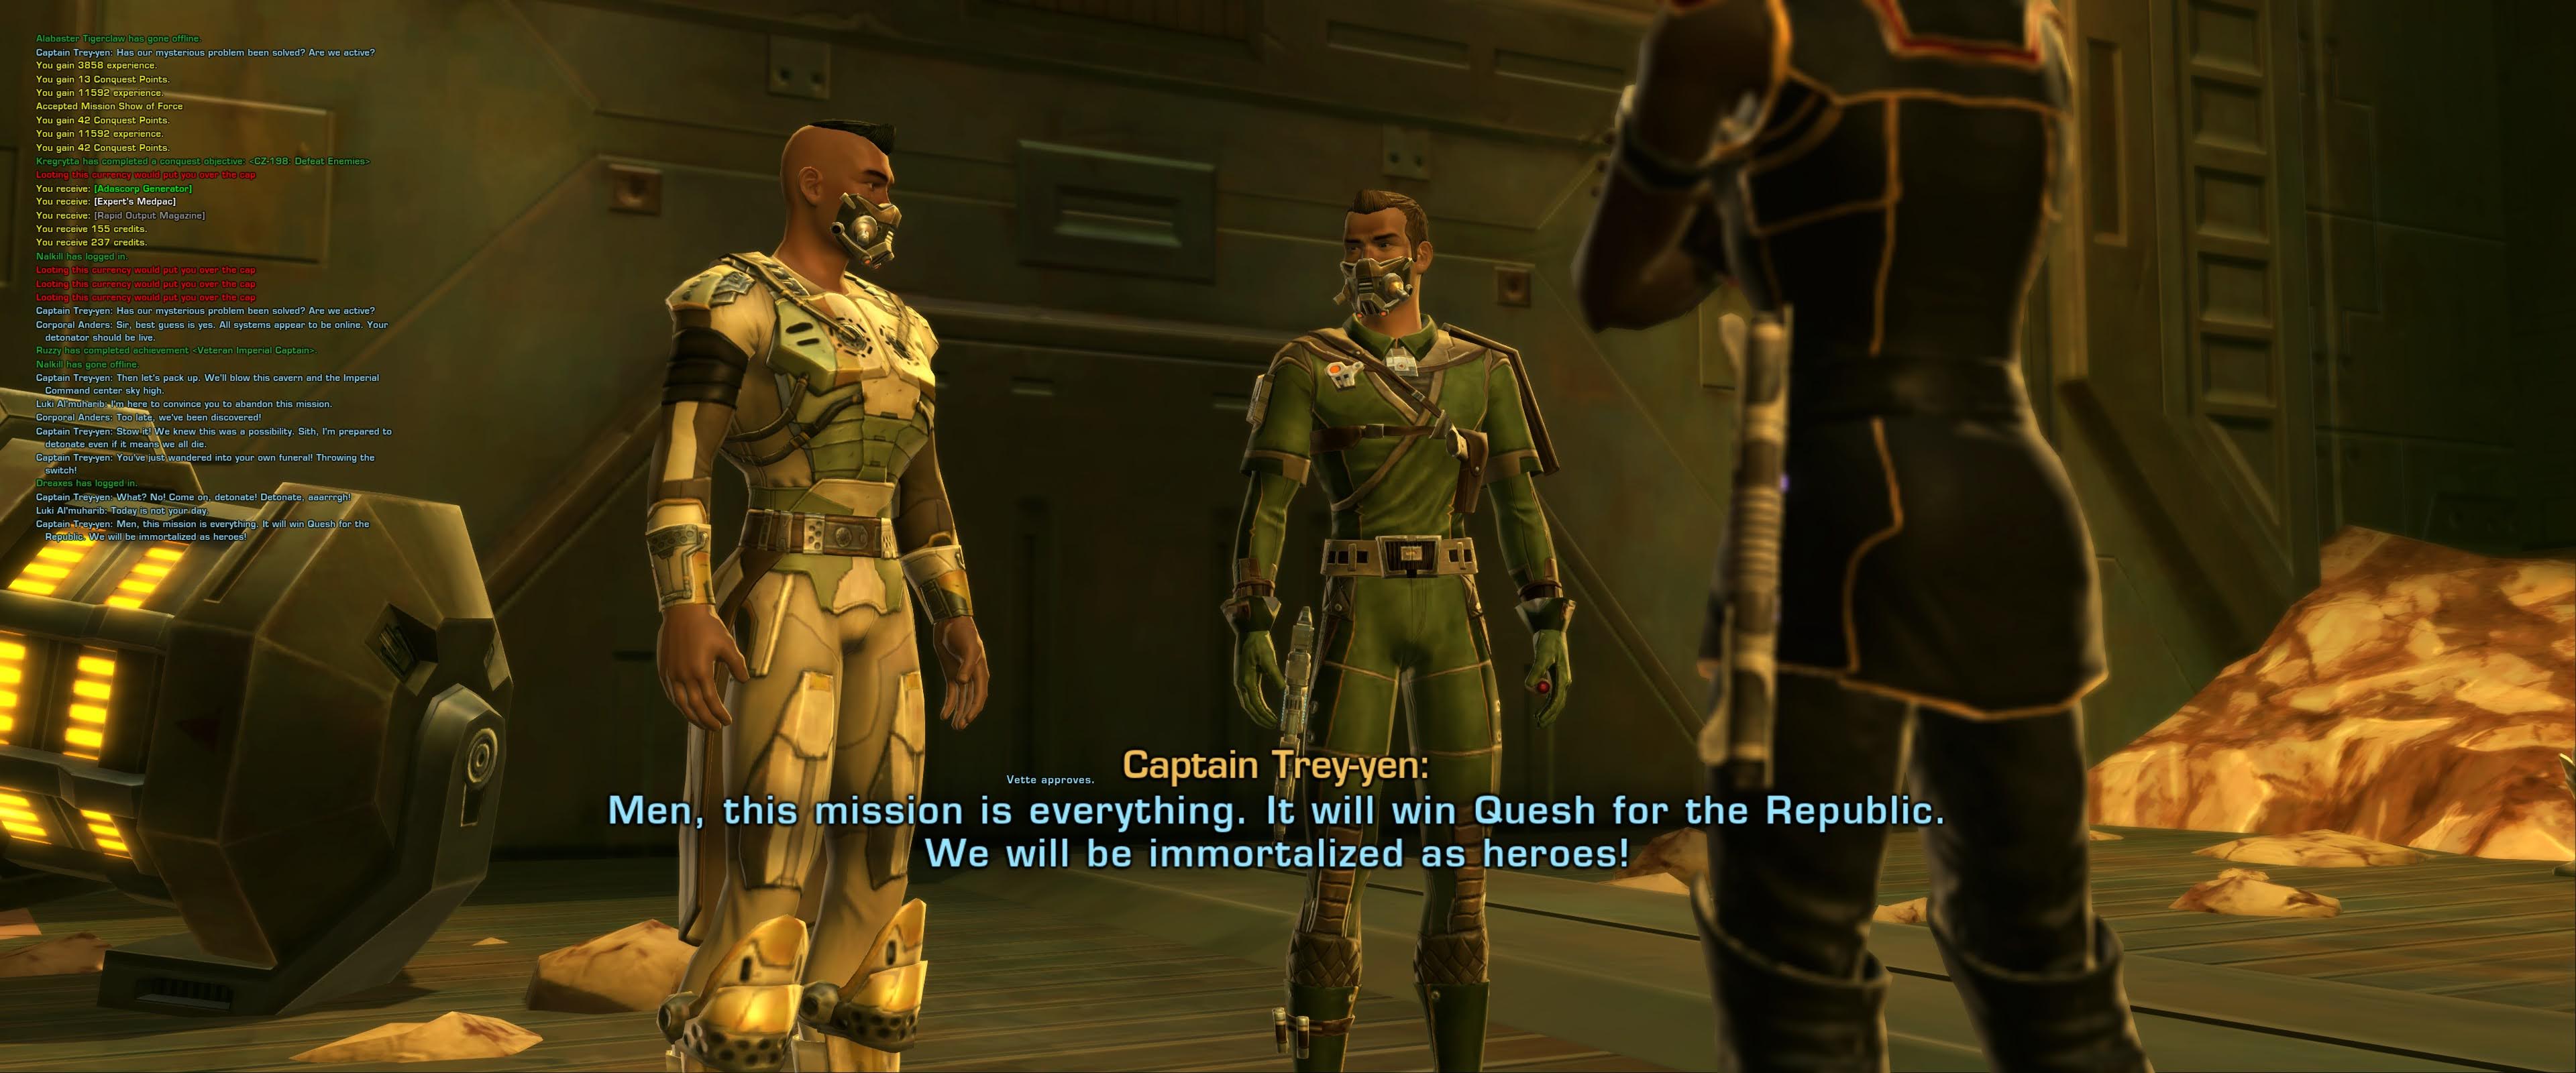 Alabaster Tigerclaw has gone offline.
Captain Trey-yen: Has our mysterious problem been solved? Are we active?
You gain 3858 experience.
You gain 13 Conquest Points.
You gain 11592 experience.
Accepted Mission Show of Force
You gain 42 Conquest Points.
You gain 11592 experience.
You gain 42 Conquest Points.
Kregrytta has completed a conquest objective: <CZ-198: Defeat Enemies>
Looting this currency would put you over the cap
You receive: [Adascorp Generator]
You receive: [Expert's Medpac]
You receive: [Rapid Output Magazine]
You receive 155 credits.
You receive 237 credits.
Nalkill has logged in.
Looting this currency would put you over the cap
Looting this currency would put you over the cap
Looting this currency would put you over the cap
Captain Trey-yen: Has our mysterious problem been solved? Are we active?
Corporal Anders: Sir, best guess is yes. All systems appear to be online. Your
detonator should be live.
Ruzzy has completed achievement <Veteran Imperial Captain>.
Nalkill has gone offline.
Captain Trey-yen: Then let's pack up. We'll blow this cavern and the Imperial
Command center sky high.
Luki Al'muharib: I'm here to convince you to abandon this mission.
Corporal Anders: Too late, we've been discovered!
Captain Trey-yen: Stow it! We knew this was a possibility. Sith, I'm prepared to
detonate even if it means we all die.
Captain Trey-yen: You've just wandered into your own funeral! Throwing the
switch!
Dreaxes has logged in.
Captain Trey-yen: What? No! Come on, detonate! Detonate, aaarrrgh!
Luki Al'muharib: Today is not your day.
Captain Trey-yen: Men, this mission is everything. It will win Quesh for the
Republic. We will be immortalized as heroes!
Vette approves.
Captain Trey-yen:
Men, this mission is everything. It will win Quesh for the Republic.
We will be immortalized as heroes!